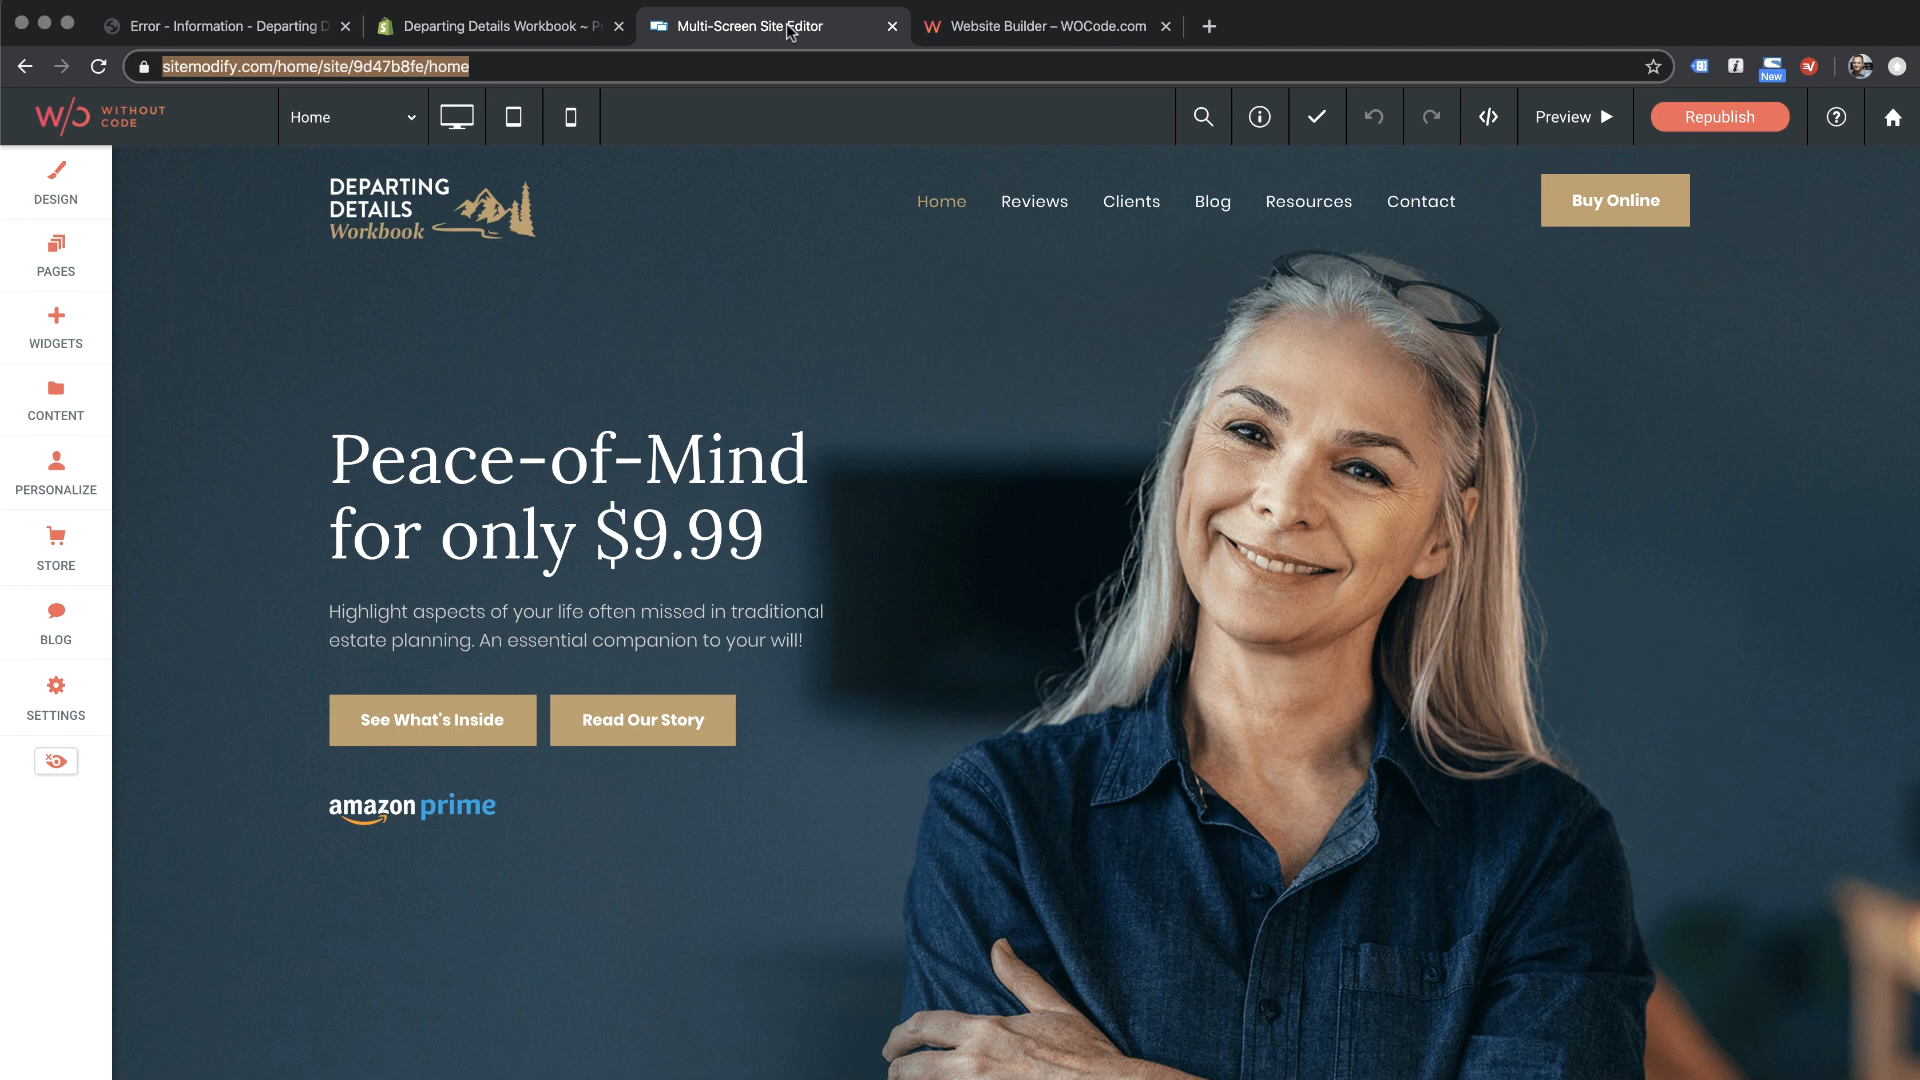 Error - Information - Departing D
Departing Details Workbook ~ Pr
Multi-Screen Site Editor
Website Builder – WOCode.com
sitemodify.com/home/site/9d47b8fe/home
New
W/O WITHOUT
CODE
Home
Preview
Republish
DESIGN
PAGES
WIDGETS
CONTENT
PERSONALIZE
STORE
BLOG
SETTINGS
DEPARTING
DETAILS
Workbook
Home
Reviews
Clients
Blog
Resources
Contact
Buy Online
Peace-of-Mind
for only $9.99
Highlight aspects of your life often missed in traditional
estate planning. An essential companion to your will!
See What's Inside
Read Our Story
amazon prime